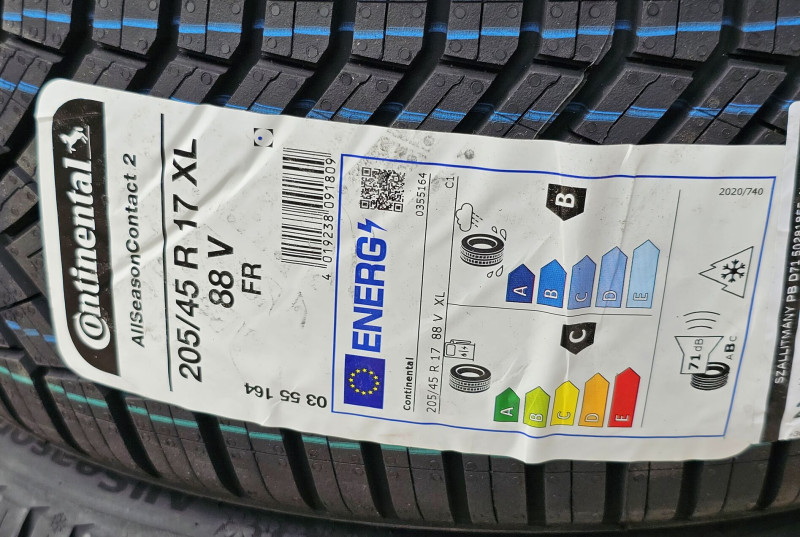 Continental
AllSeasonContact 2
205/45 R 17 XL
88 V
FR
4 019238 091809
03 55 164
ENERG
0355164
Continental
205/45 R 17 88 V XL
C1
B
A
B
C
D
E
C
A
B
C
D
E
2020/740
71 dB
ABC